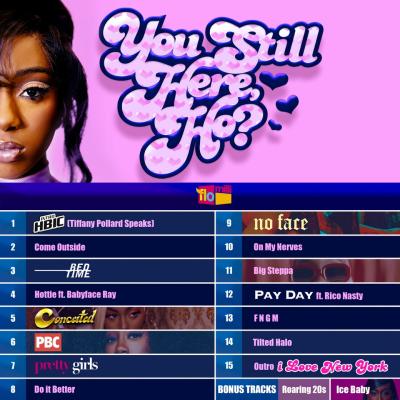 You Still
Here,
Ho?
flo milli
1 A THEE HBIC (Tiffany Pollard Speaks)
2 Come Outside
3 BED TIME
4 Hottie ft. Babyface Ray
5 Conceited
6 PBC
7 pretty girls
8 Do it Better
9 no face
10 On My Nerves
11 Big Steppa
12 PAY DAY ft. Rico Nasty
13 F N G M
14 Tilted Halo
15 Outro i Love New York
BONUS TRACKS Roaring 20s Ice Baby